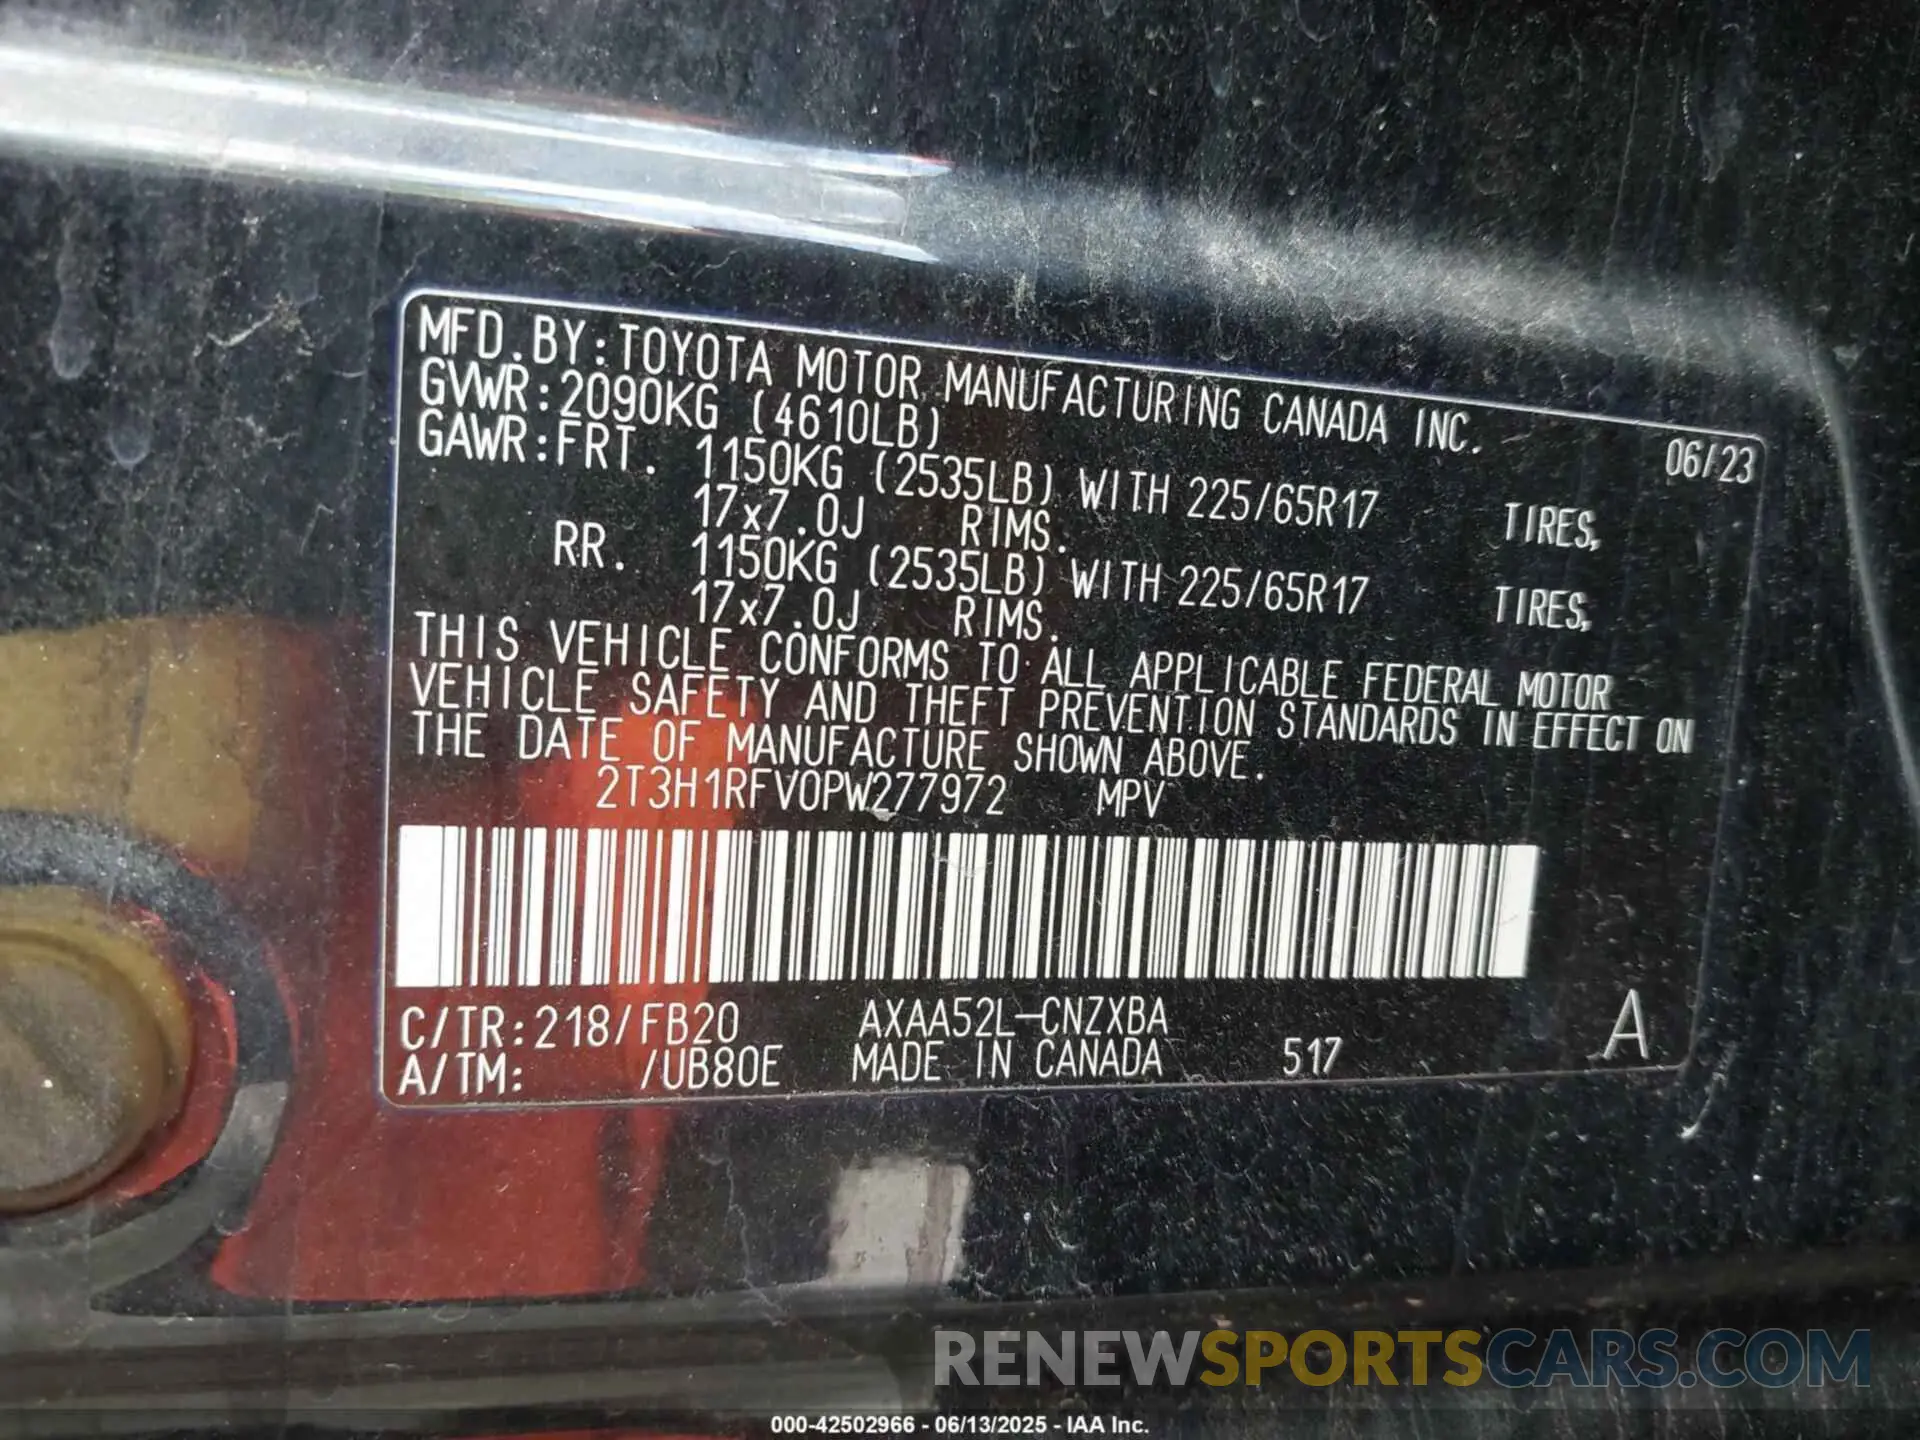 MFD.BY:TOYOTA MOTOR MANUFACTURING CANADA INC.
06/23
GVWR:2090KG (4610LB)
GAWR:FRT. 1150KG (2535LB) WITH 225/65R17 TIRES,
17x7.0J RIMS.
RR. 1150KG (2535LB) WITH 225/65R17 TIRES,
17x7.0J RIMS.
THIS VEHICLE CONFORMS TO ALL APPLICABLE FEDERAL MOTOR
VEHICLE SAFETY AND THEFT PREVENTION STANDARDS IN EFFECT ON
THE DATE OF MANUFACTURE SHOWN ABOVE.
2T3H1RFV0PW277972 MPV
C/TR:218/FB20 AXAA52L-CNZXBA
A/TM: /UB80E MADE IN CANADA 517 A
RENEWSPORTSCARS.COM
000-42502966 - 06/13/2025 - IAA Inc.